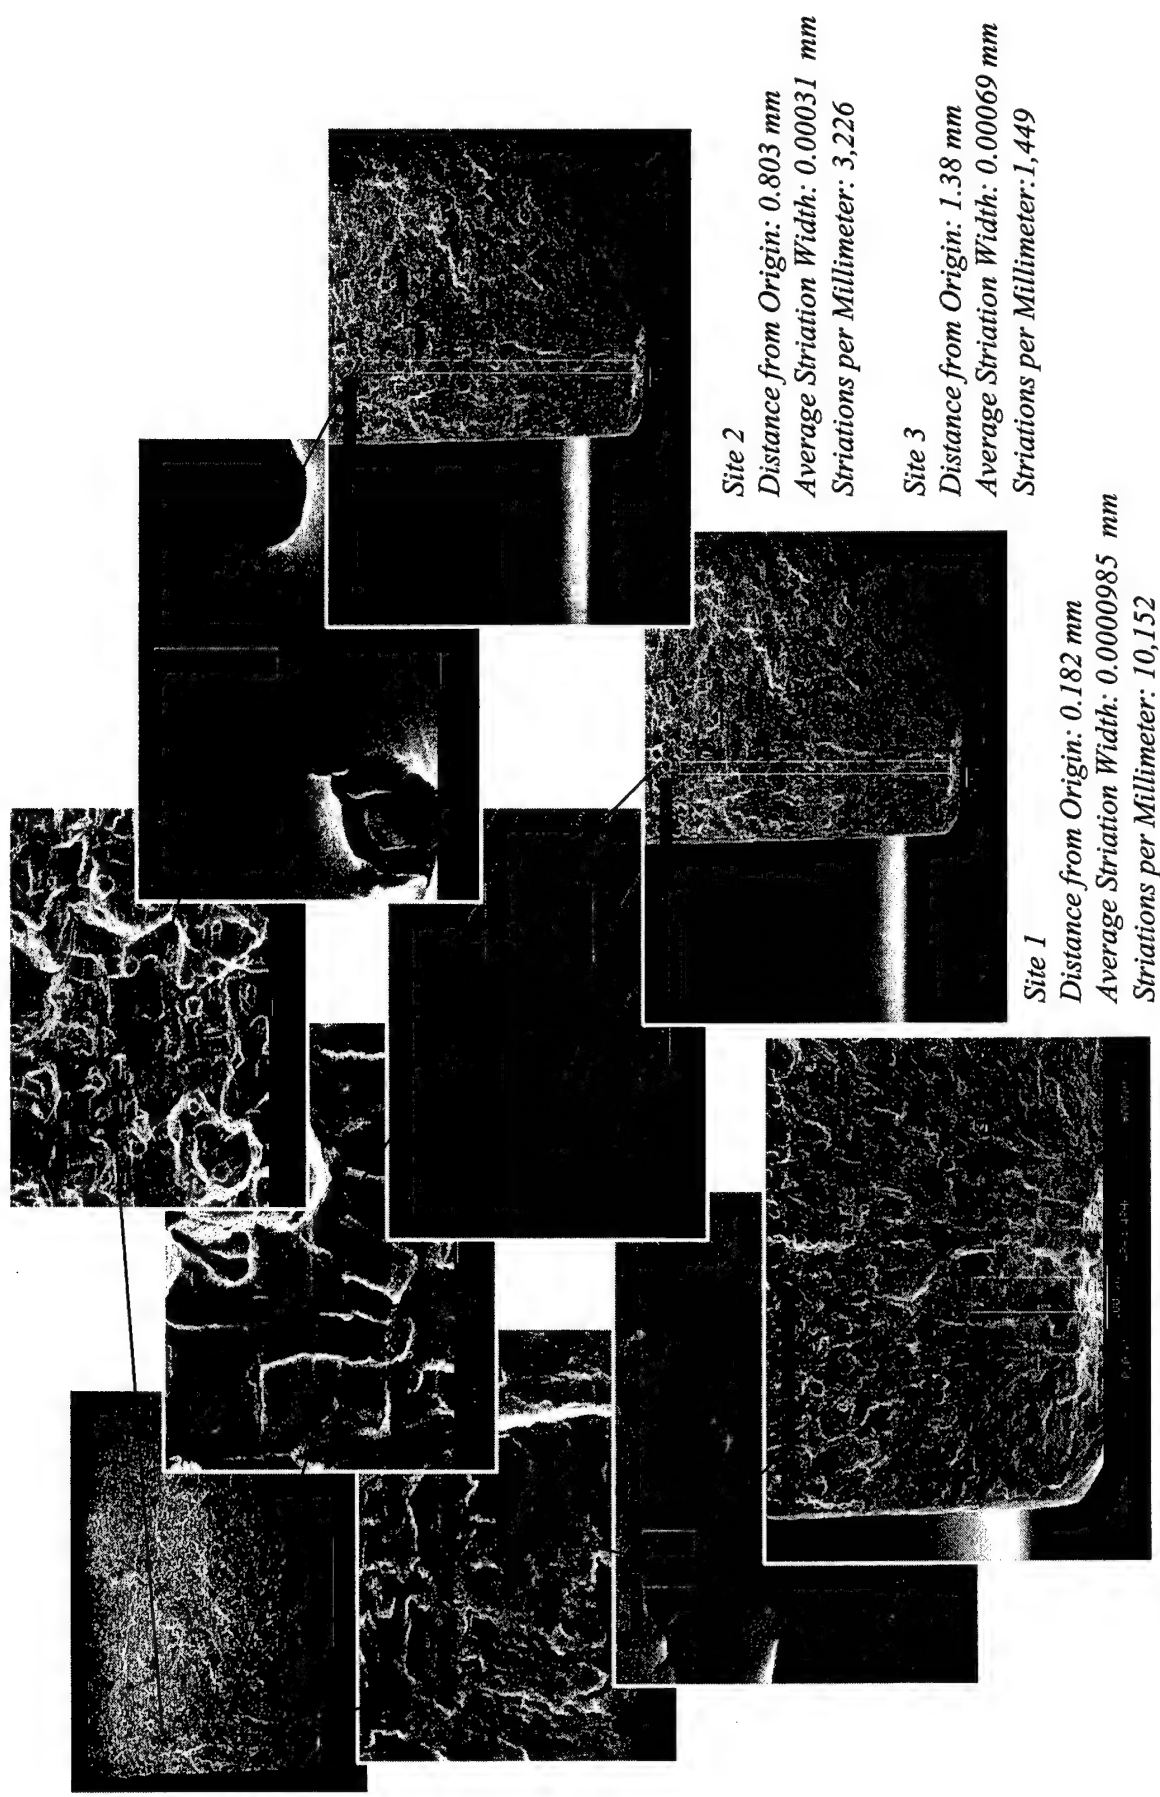 Site 1
Distance from Origin: 0.182 mm
Average Striation Width: 0.0000985 mm
Striations per Millimeter: 10,152
Site 2
Distance from Origin: 0.803 mm
Average Striation Width: 0.00031 mm
Striations per Millimeter: 3,226
Site 3
Distance from Origin: 1.38 mm
Average Striation Width: 0.00069 mm
Striations per Millimeter:1,449